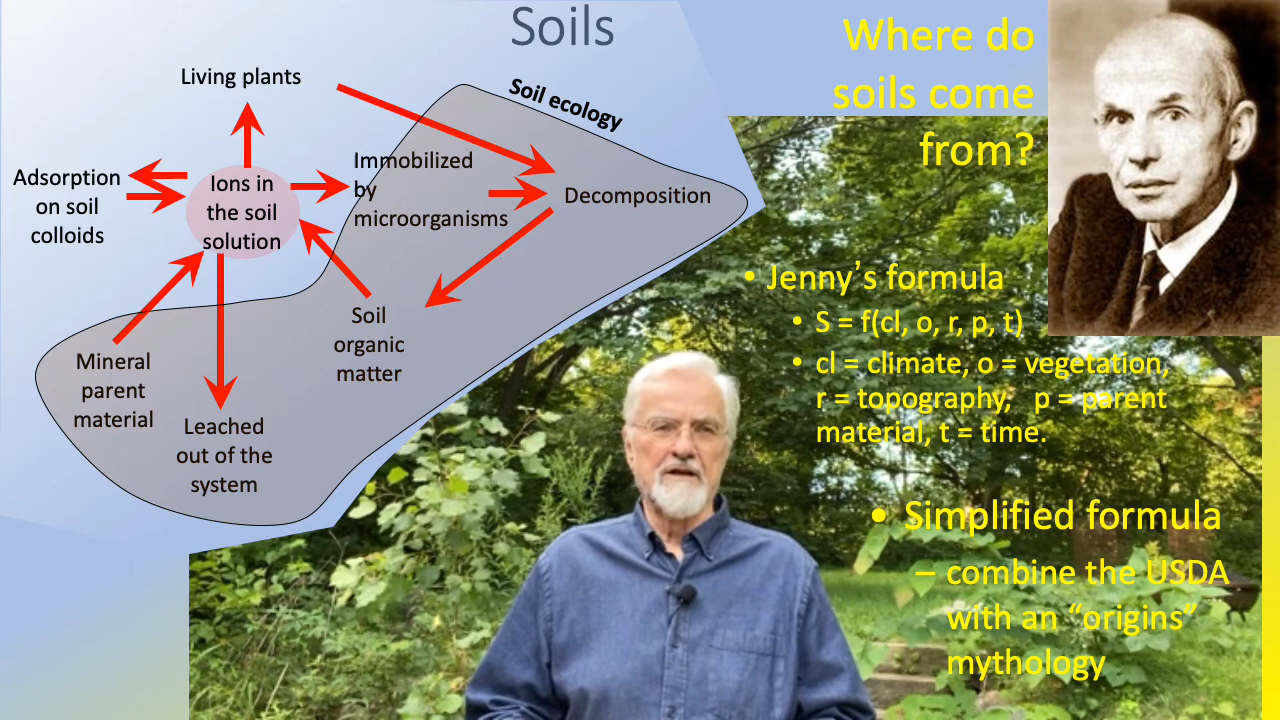 Soils
Living plants
Soil ecology
Adsorption
on soil
colloids
Ions in
the soil
solution
Immobilized
by
microorganisms
Decomposition
Soil
organic
matter
Mineral
parent
material
Leached
out of the
system
Where do
soils come
from?
• Jenny’s formula
• S = f(cl, o, r, p, t)
• cl = climate, o = vegetation,
r = topography, p = parent
material, t = time.
• Simplified formula
– combine the USDA
with an “origins”
mythology